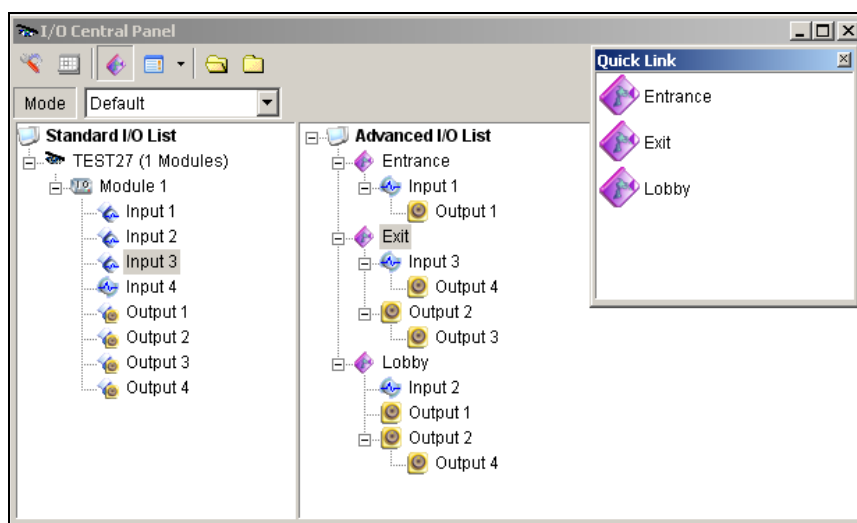 I/O Central Panel
Mode Default
Standard I/O List
TEST27 (1 Modules)
Module 1
Input 1
Input 2
Input 3
Input 4
Output 1
Output 2
Output 3
Output 4
Advanced I/O List
Entrance
Input 1
Output 1
Exit
Input 3
Output 4
Output 2
Output 3
Lobby
Input 2
Output 1
Output 2
Output 4
Quick Link
Entrance
Exit
Lobby